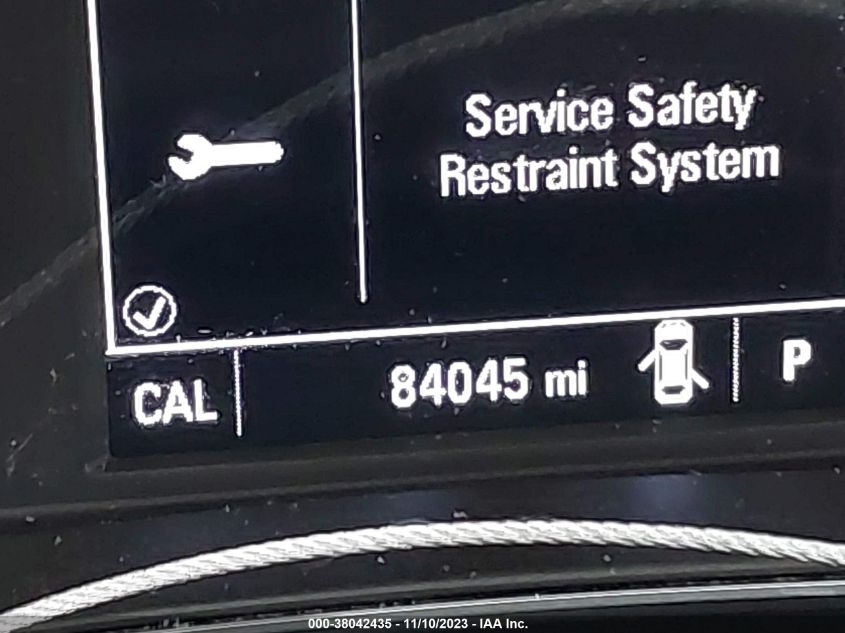 Service Safety
Restraint System
CAL
84045 mi
P
000-38042435 - 11/10/2023 - IAA Inc.